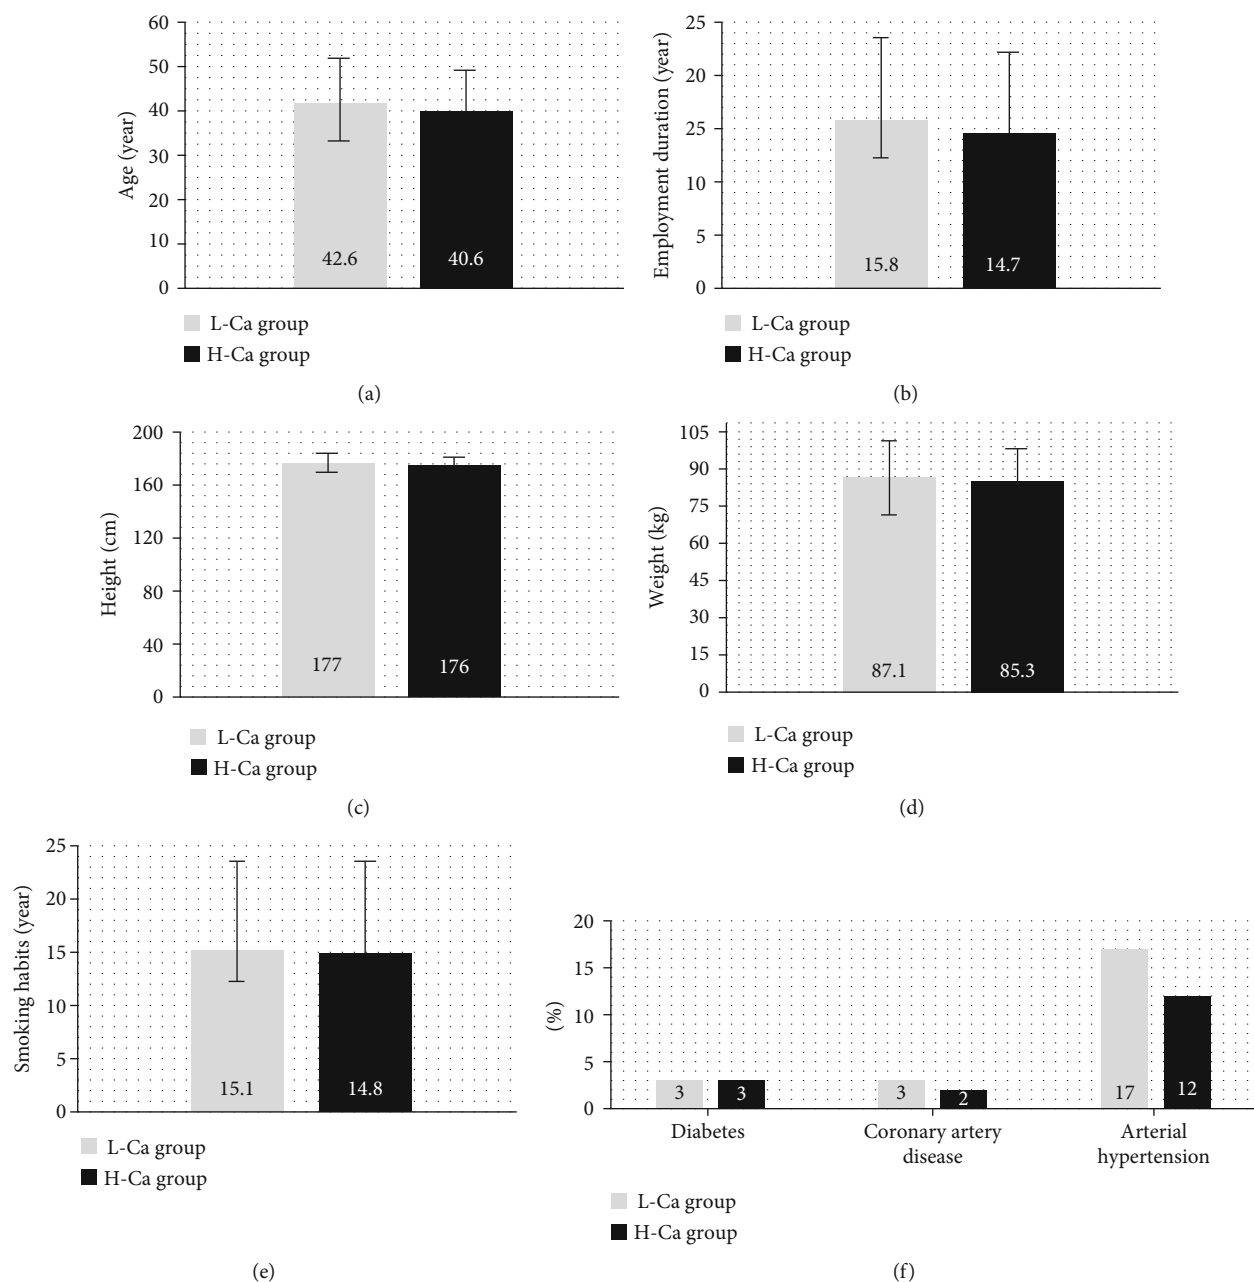 60
50
40
30
20
10
0
Age (year)
42.6
40.6
L-Ca group
H-Ca group
(a)
25
20
25
10
5
0
Employment duration (year)
15.8
14.7
L-Ca group
H-Ca group
(b)
200
160
120
80
40
0
Height (cm)
177
176
L-Ca group
H-Ca group
(c)
105
90
75
60
45
30
15
0
Weight (kg)
87.1
85.3
L-Ca group
H-Ca group
(d)
25
20
15
10
5
0
Smoking habits (year)
15.1
14.8
L-Ca group
H-Ca group
(e)
20
15
10
5
0
(%)
3
3
3
2
17
12
Diabetes
Coronary artery
disease
Arterial
hypertension
L-Ca group
H-Ca group
(f)